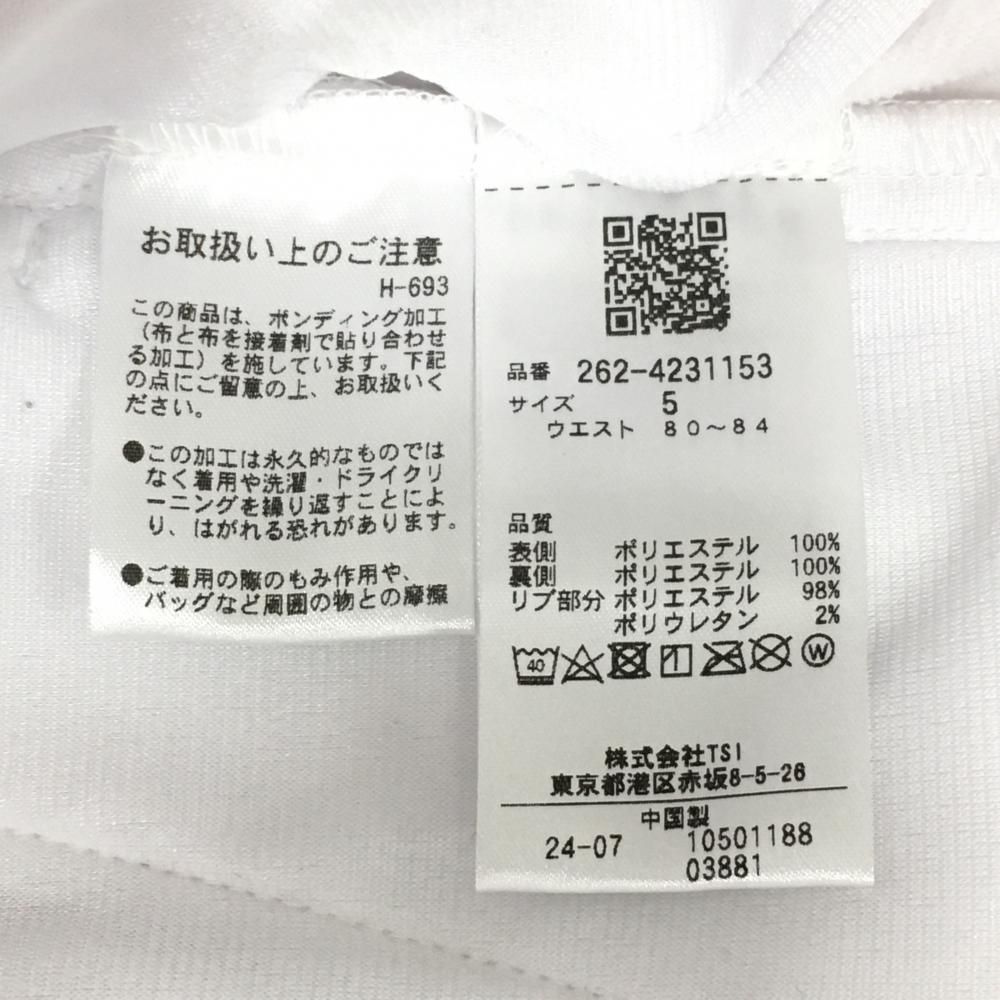 お取扱い上のご注意
H-693
この商品は、ボンディング加工
（布と布を接着剤で貼り合わせ
る加工）を施しています。下記
の点にご留意の上、お取扱いく
ださい。
●この加工は永久的なものでは
なく着用や洗濯・ドライクリ
ーニングを繰り返すことによ
り、はがれる恐れがあります。
●ご着用の際のもみ作用や、
バッグなど周囲の物との摩擦
品番 262-4231153
サイズ 5
ウエスト 80～84
品質
表側 ポリエステル 100%
裏側 ポリエステル 100%
リブ部分 ポリエステル 98%
ポリウレタン 2%
40
W
株式会社TSI
東京都港区赤坂8-5-28
中国製
24-07 10501188
03881